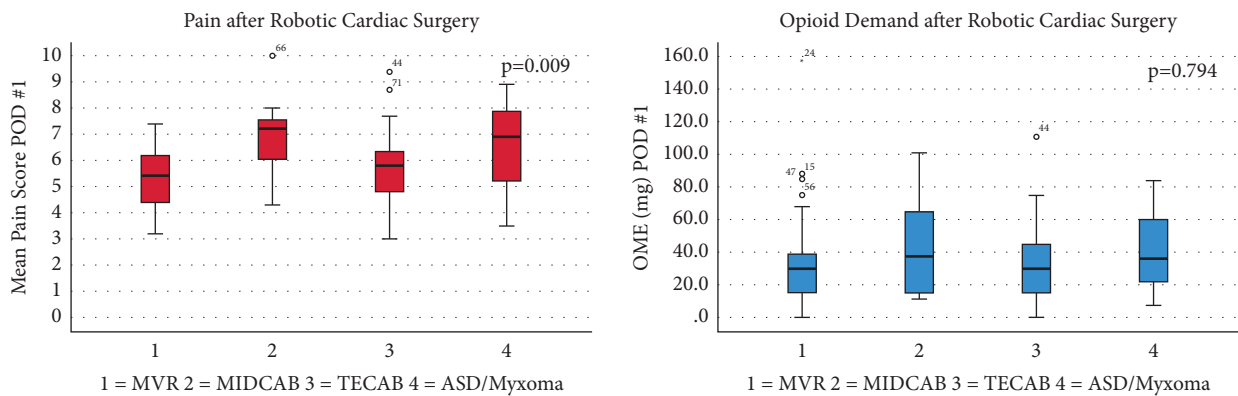 Pain after Robotic Cardiac Surgery
Mean Pain Score POD #1
10
9
8
7
6
5
4
3
2
1
0
66
44
71
p=0.009
1 2 3 4
1 = MVR 2 = MIDCAB 3 = TECAB 4 = ASD/Myxoma
Opioid Demand after Robotic Cardiac Surgery
OME (mg) POD #1
160.0
140.0
120.0
100.0
80.0
60.0
40.0
20.0
.0
24
47 15
56
44
p=0.794
1 2 3 4
1 = MVR 2 = MIDCAB 3 = TECAB 4 = ASD/Myxoma